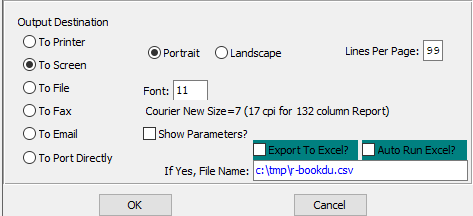 Output Destination
To Printer
Portrait Landscape Lines Per Page: 99
To Screen
To File Font: 11
To Fax Courier New Size=7 (17 cpi for 132 column Report)
To Email Show Parameters?
Export To Excel? Auto Run Excel?
To Port Directly
If Yes, File Name: c:\tmp\r-bookdu.csv
OK Cancel